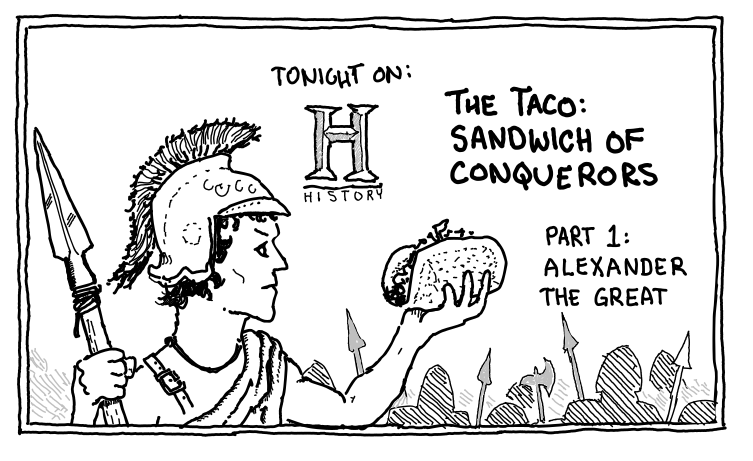 TONIGHT ON:
H
HISTORY
THE TACO:
SANDWICH OF
CONQUERORS
PART 1:
ALEXANDER
THE GREAT